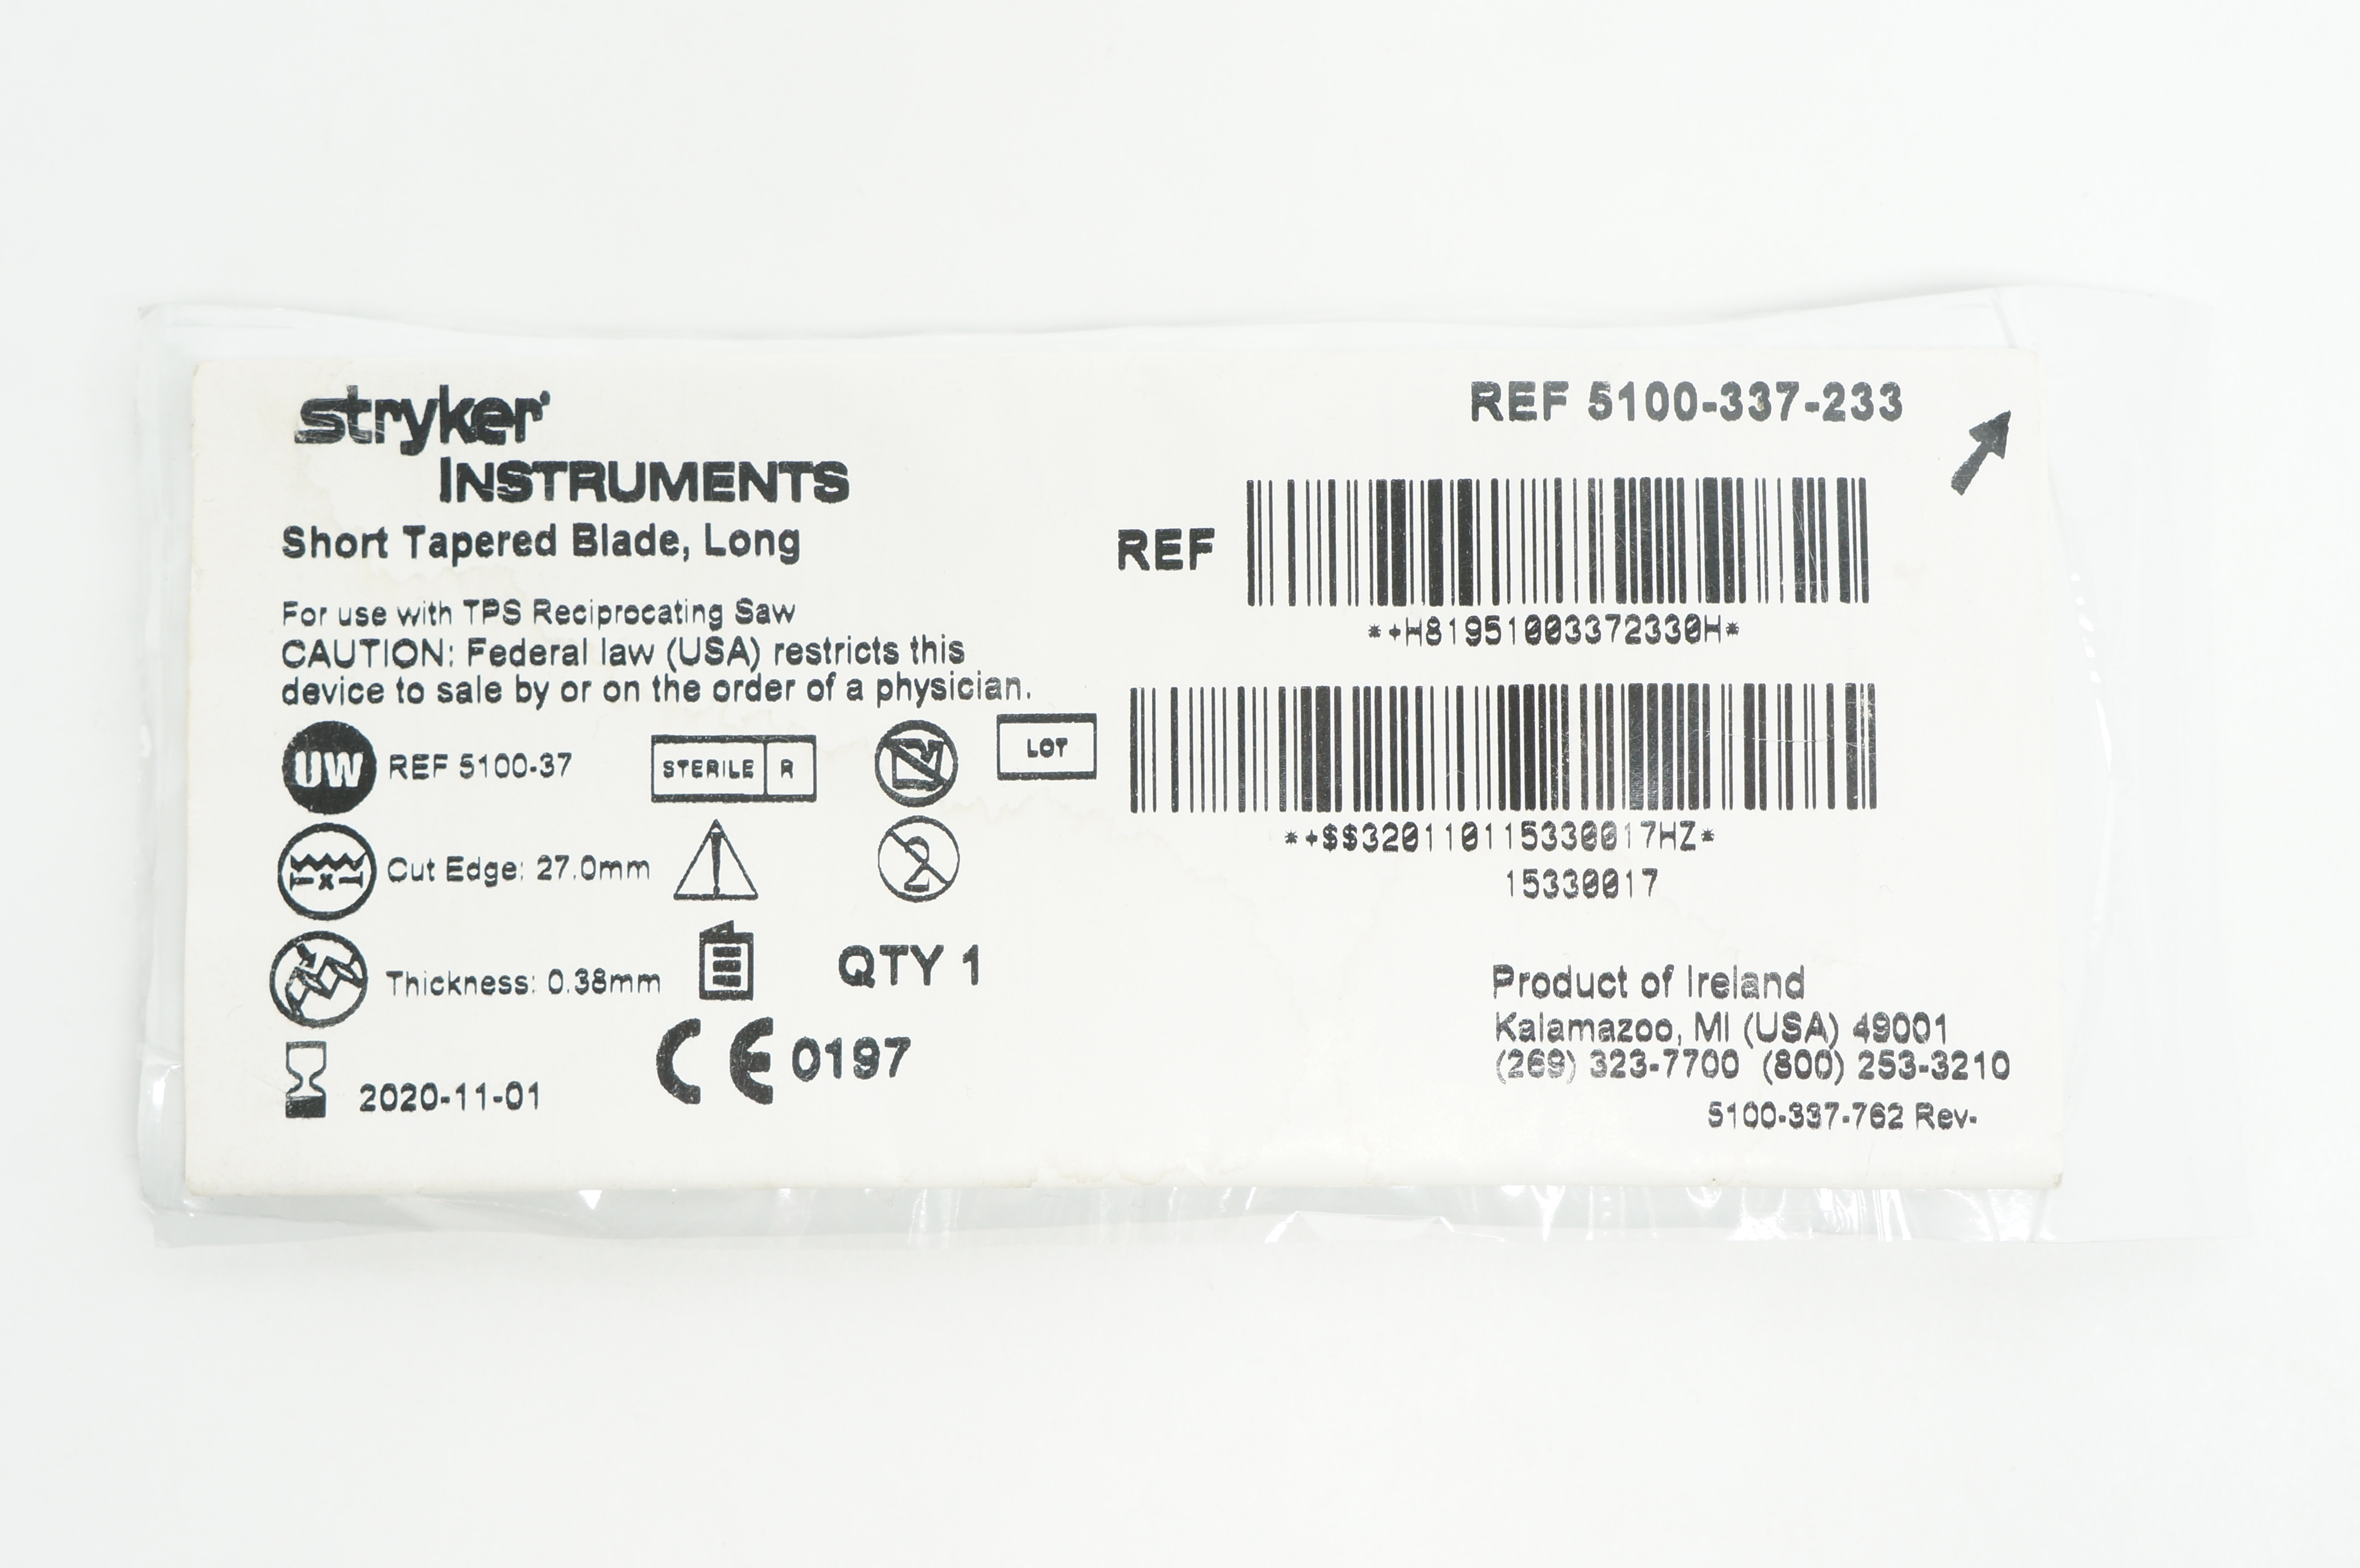 stryker
INSTRUMENTS
Short Tapered Blade, Long
For use with TPS Reciprocating Saw
CAUTION: Federal law (USA) restricts this
device to sale by or on the order of a physician.
UW REF 5100-37
STERILE R
LOT
Cut Edge: 27.0mm
x
2
Thickness: 0.38mm
QTY 1
2020-11-01
CE 0197
REF 5100-337-233
REF
*+H81951003372330H*
*+$$320110115330017HZ*
15330017
Product of Ireland
Kalamazoo, MI (USA) 49001
(269) 323-7700 (800) 253-3210
5100-337-762 Rev-